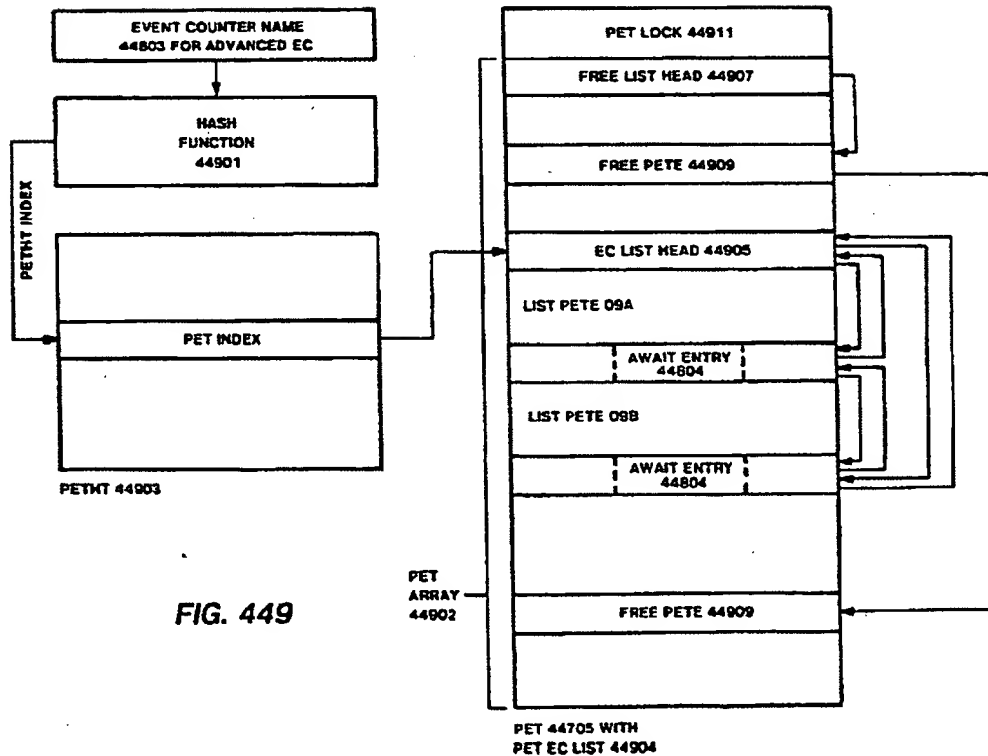 EVENT COUNTER NAME
44803 FOR ADVANCED EC
HASH
FUNCTION
44901
PETHT INDEX
PET INDEX
PETHT 44903
FIG. 449
PET LOCK 44911
FREE LIST HEAD 44907
FREE PETE 44909
EC LIST HEAD 44905
LIST PETE 09A
AWAIT ENTRY
44804
LIST PETE 09B
AWAIT ENTRY
44804
FREE PETE 44909
PET
ARRAY
44902
PET 44705 WITH
PET EC LIST 44904